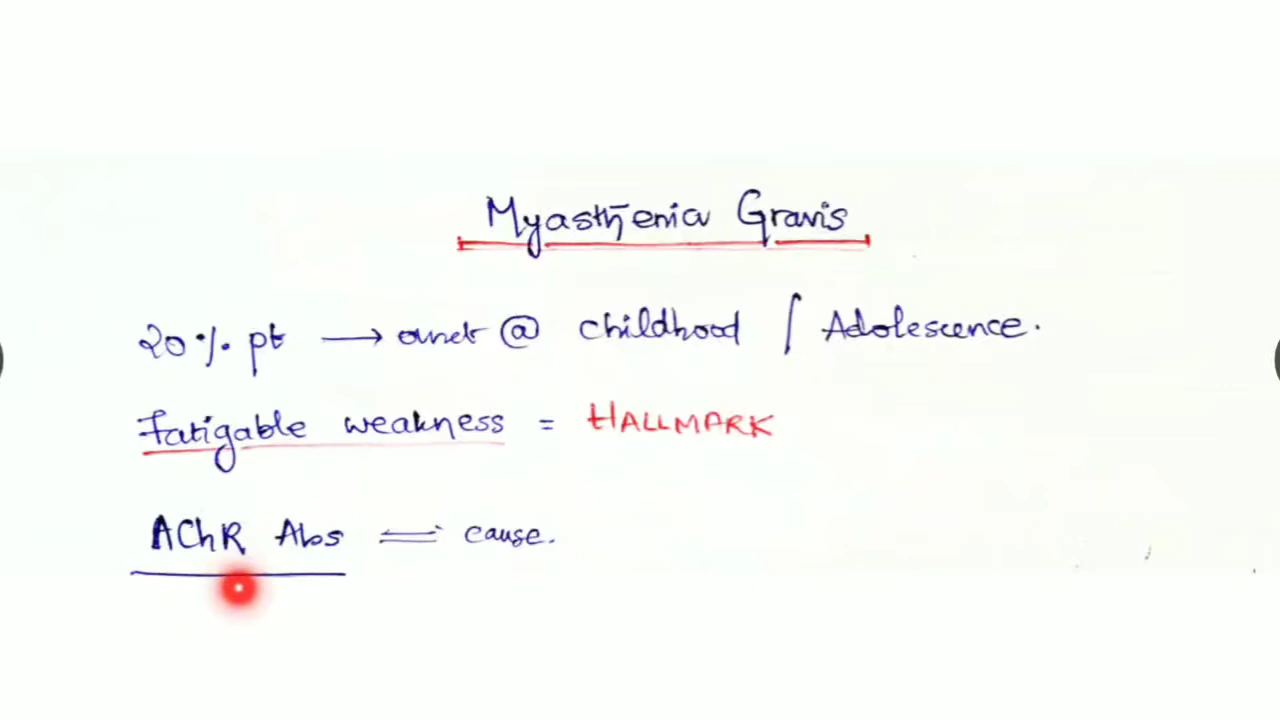 Myasthenia Gravis
20% pt → onset @ childhood / Adolescence.
Fatigable weakness = HALLMARK
AChR Abs = cause.